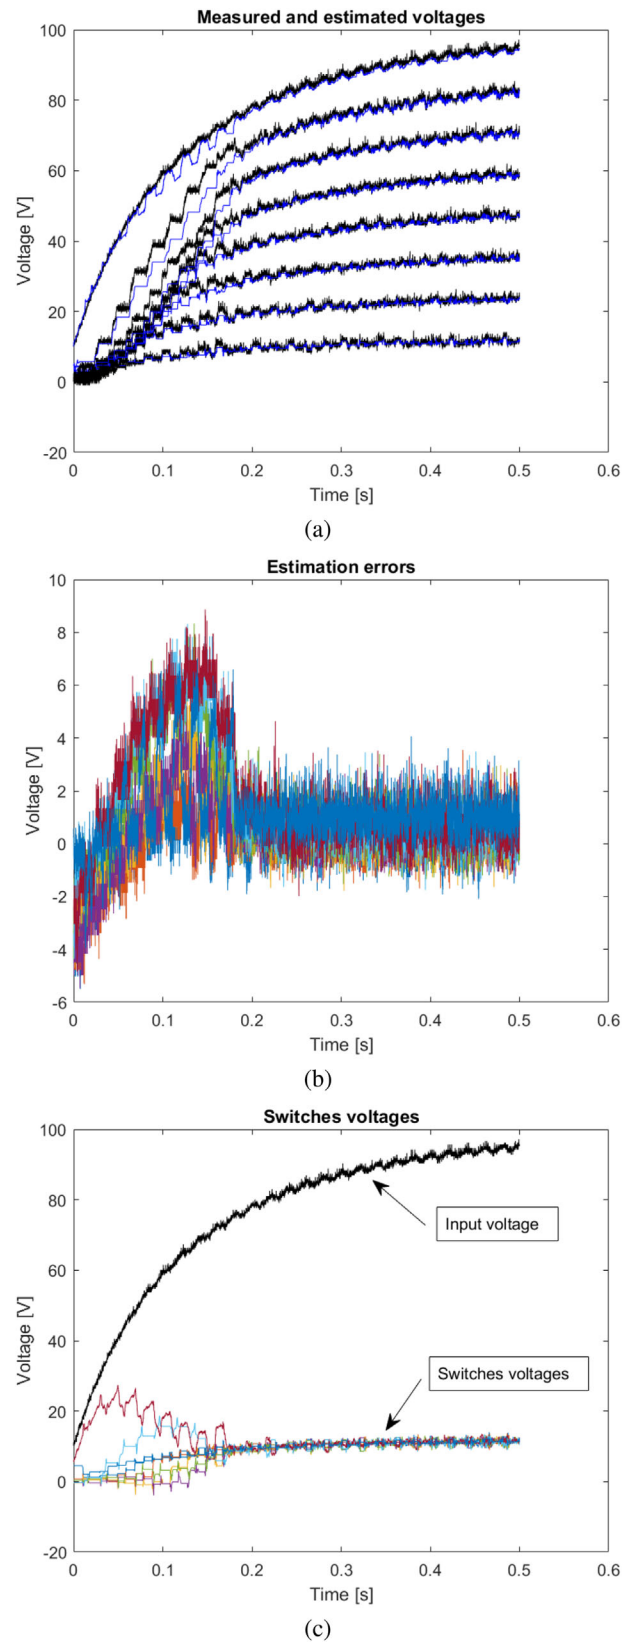 Measured and estimated voltages
100
80
60
40
20
0
-20
Voltage [V]
0 0.1 0.2 0.3 0.4 0.5 0.6
Time [s]
(a)
Estimation errors
10
8
6
4
2
0
-2
-4
-6
Voltage [V]
0 0.1 0.2 0.3 0.4 0.5 0.6
Time [s]
(b)
Switches voltages
100
80
60
40
20
0
-20
Voltage [V]
Input voltage
Switches voltages
0 0.1 0.2 0.3 0.4 0.5 0.6
Time [s]
(c)